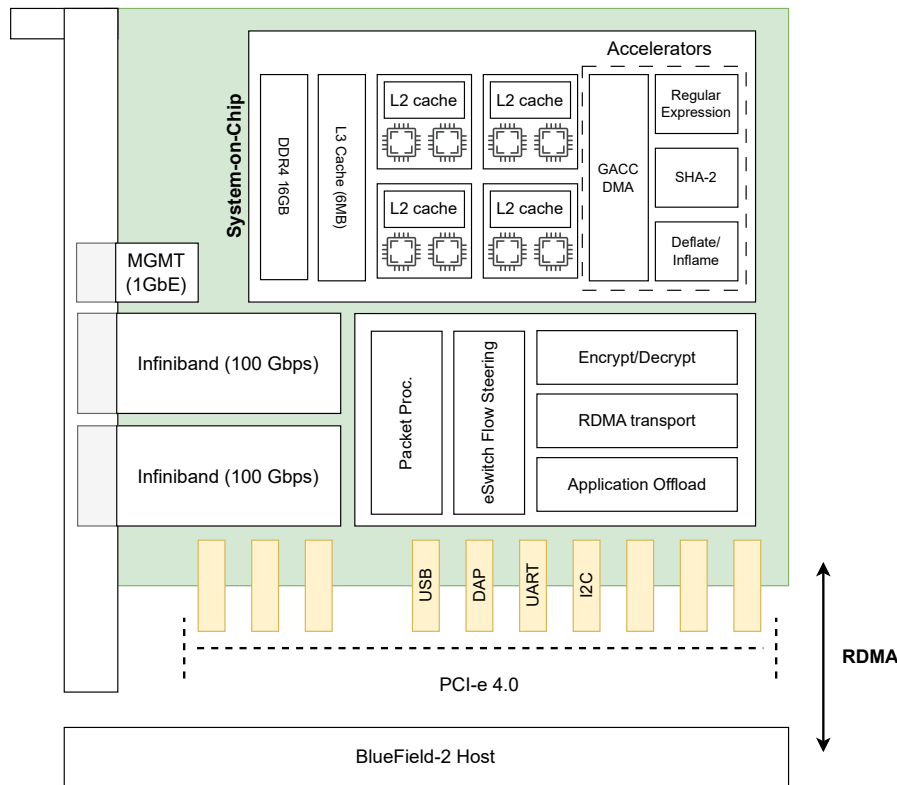 Accelerators
System-on-Chip
DDR4 16GB
L3 Cache (6MB)
L2 cache
L2 cache
L2 cache
L2 cache
GACC
DMA
Regular
Expression
SHA-2
Deflate/
Inflame
MGMT
(1GbE)
Infiniband (100 Gbps)
Infiniband (100 Gbps)
Packet Proc.
eSwitch Flow Steering
Encrypt/Decrypt
RDMA transport
Application Offload
USB
DAP
UART
I2C
PCI-e 4.0
RDMA
BlueField-2 Host